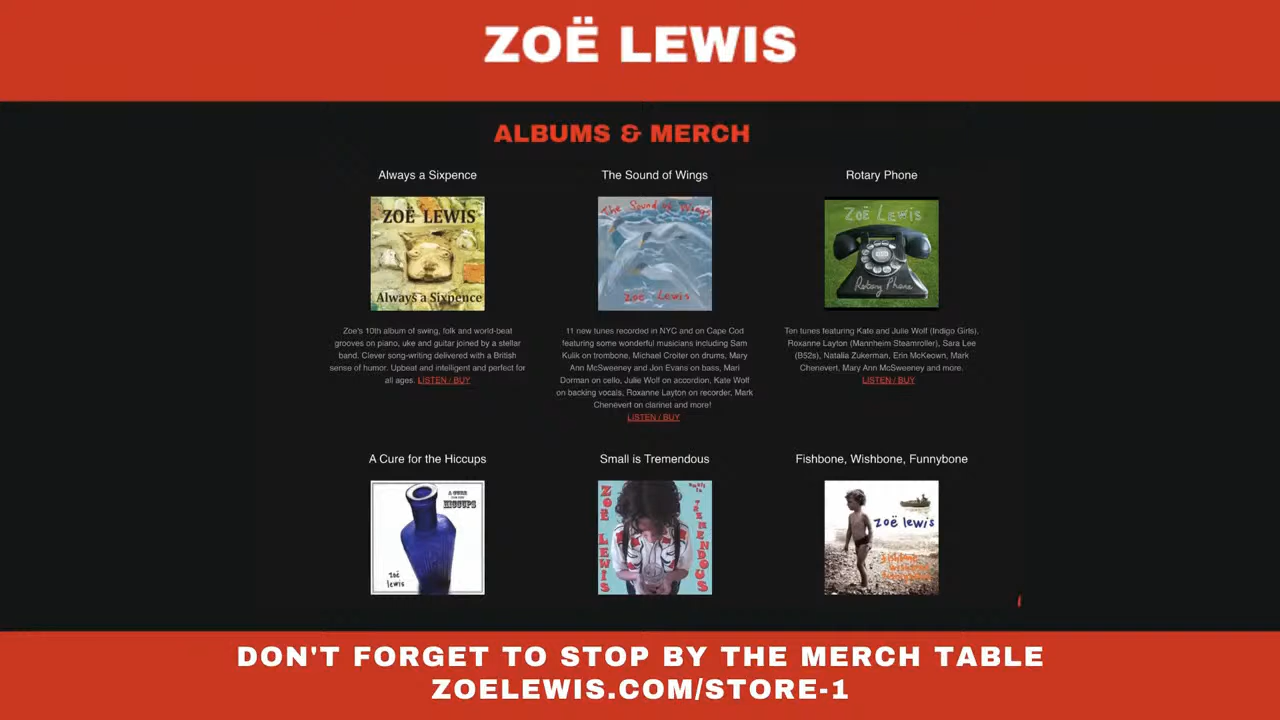 ZOË LEWIS
ALBUMS & MERCH
Always a Sixpence
ZOË LEWIS
Always a Sixpence
Zoe's 10th album of swing, folk and world-beat
grooves on piano, uke and guitar joined by a stellar
band. Clever song-writing delivered with a British
sense of humor. Upbeat and intelligent and perfect for
all ages. LISTEN / BUY
The Sound of Wings
The Sound of Wings
Zoë Lewis
11 new tunes recorded in NYC and on Cape Cod
featuring some wonderful musicians including Sam
Kulik on trombone, Michael Croiter on drums, Mary
Ann McSweeney and Jon Evans on bass, Mari
Dorman on cello, Julie Wolf on accordion, Kate Wolf
on backing vocals, Roxanne Layton on recorder, Mark
Chenevert on clarinet and more!
LISTEN / BUY
Rotary Phone
Zoë Lewis
Rotary Phone
Ten tunes featuring Kate and Julie Wolf (Indigo Girls),
Roxanne Layton (Mannheim Steamroller), Sara Lee
(B52s), Natalia Zukerman, Erin McKeown, Mark
Chenevert, Mary Ann McSweeney and more.
LISTEN / BUY
A Cure for the Hiccups
A CURE
FOR THE
HICCUPS
zoë
lewis
Small is Tremendous
ZOË LEWIS
small is
TREMENDOUS
Fishbone, Wishbone, Funnybone
zoë lewis
fishbone
wishbone
funnybone
DON'T FORGET TO STOP BY THE MERCH TABLE
ZOELEWIS.COM/STORE-1